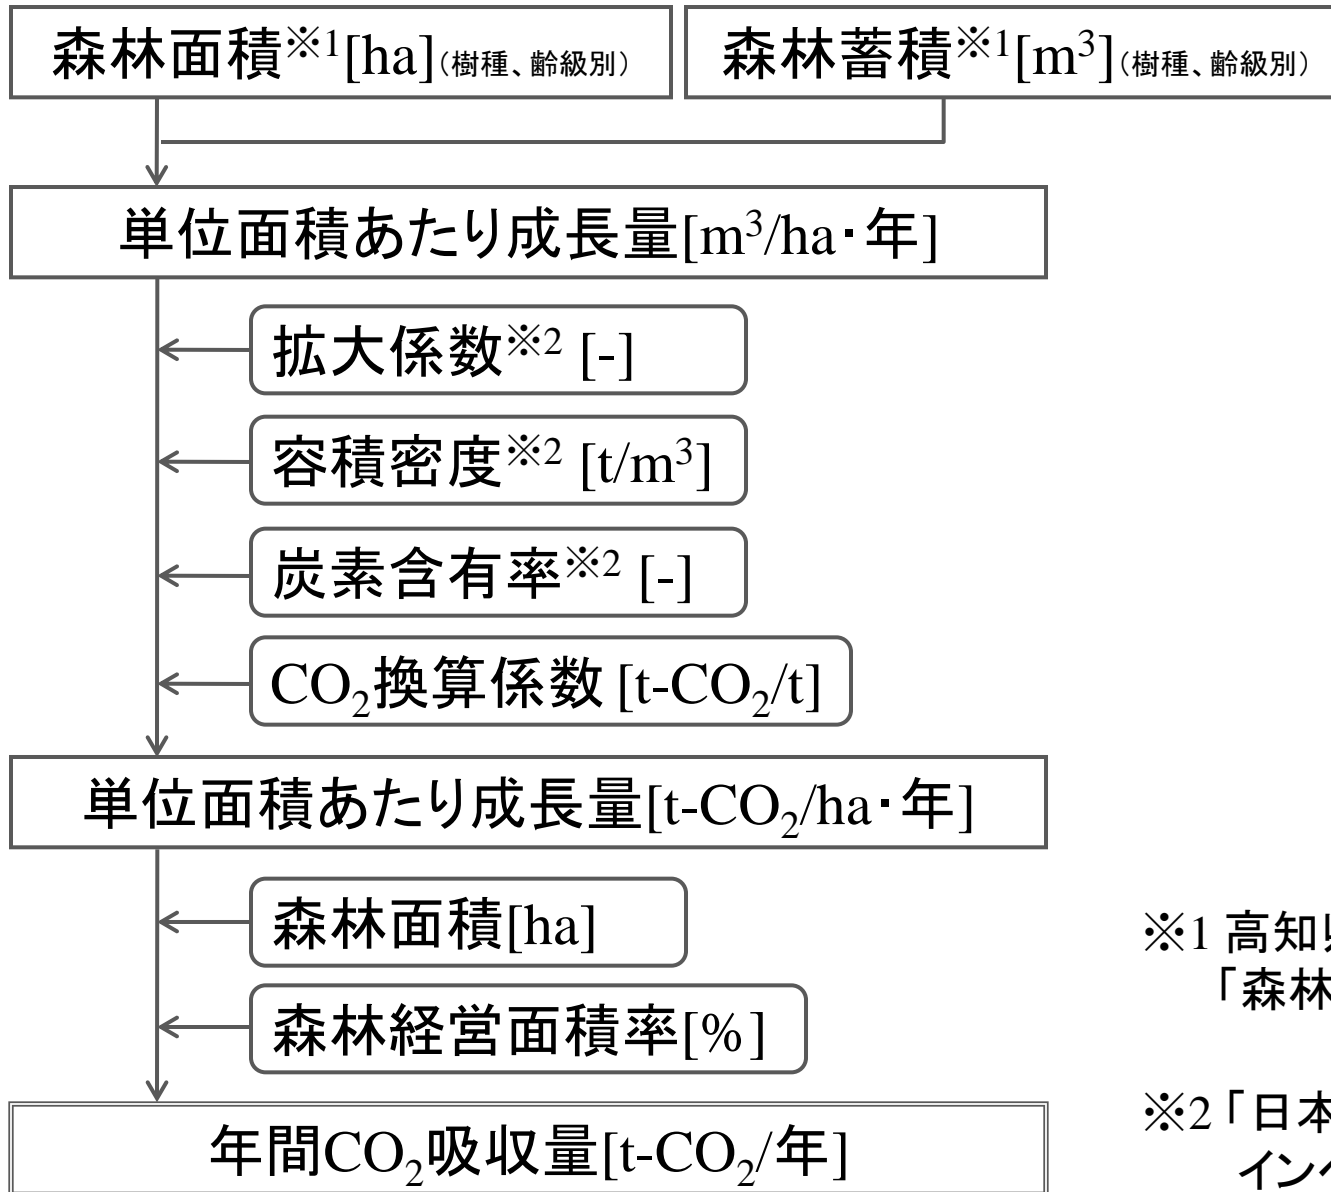 森林面積※1[ha](樹種、齢級別)
森林蓄積※1[m³](樹種、齢級別)
単位面積あたり成長量[m³/ha・年]
拡大係数※2 [-]
容積密度※2 [t/m³]
炭素含有率※2 [-]
CO₂換算係数 [t-CO₂/t]
単位面積あたり成長量[t-CO₂/ha・年]
森林面積[ha]
森林経営面積率[%]
年間CO₂吸収量[t-CO₂/年]
※1 高知
「森林
※2「日本
イン